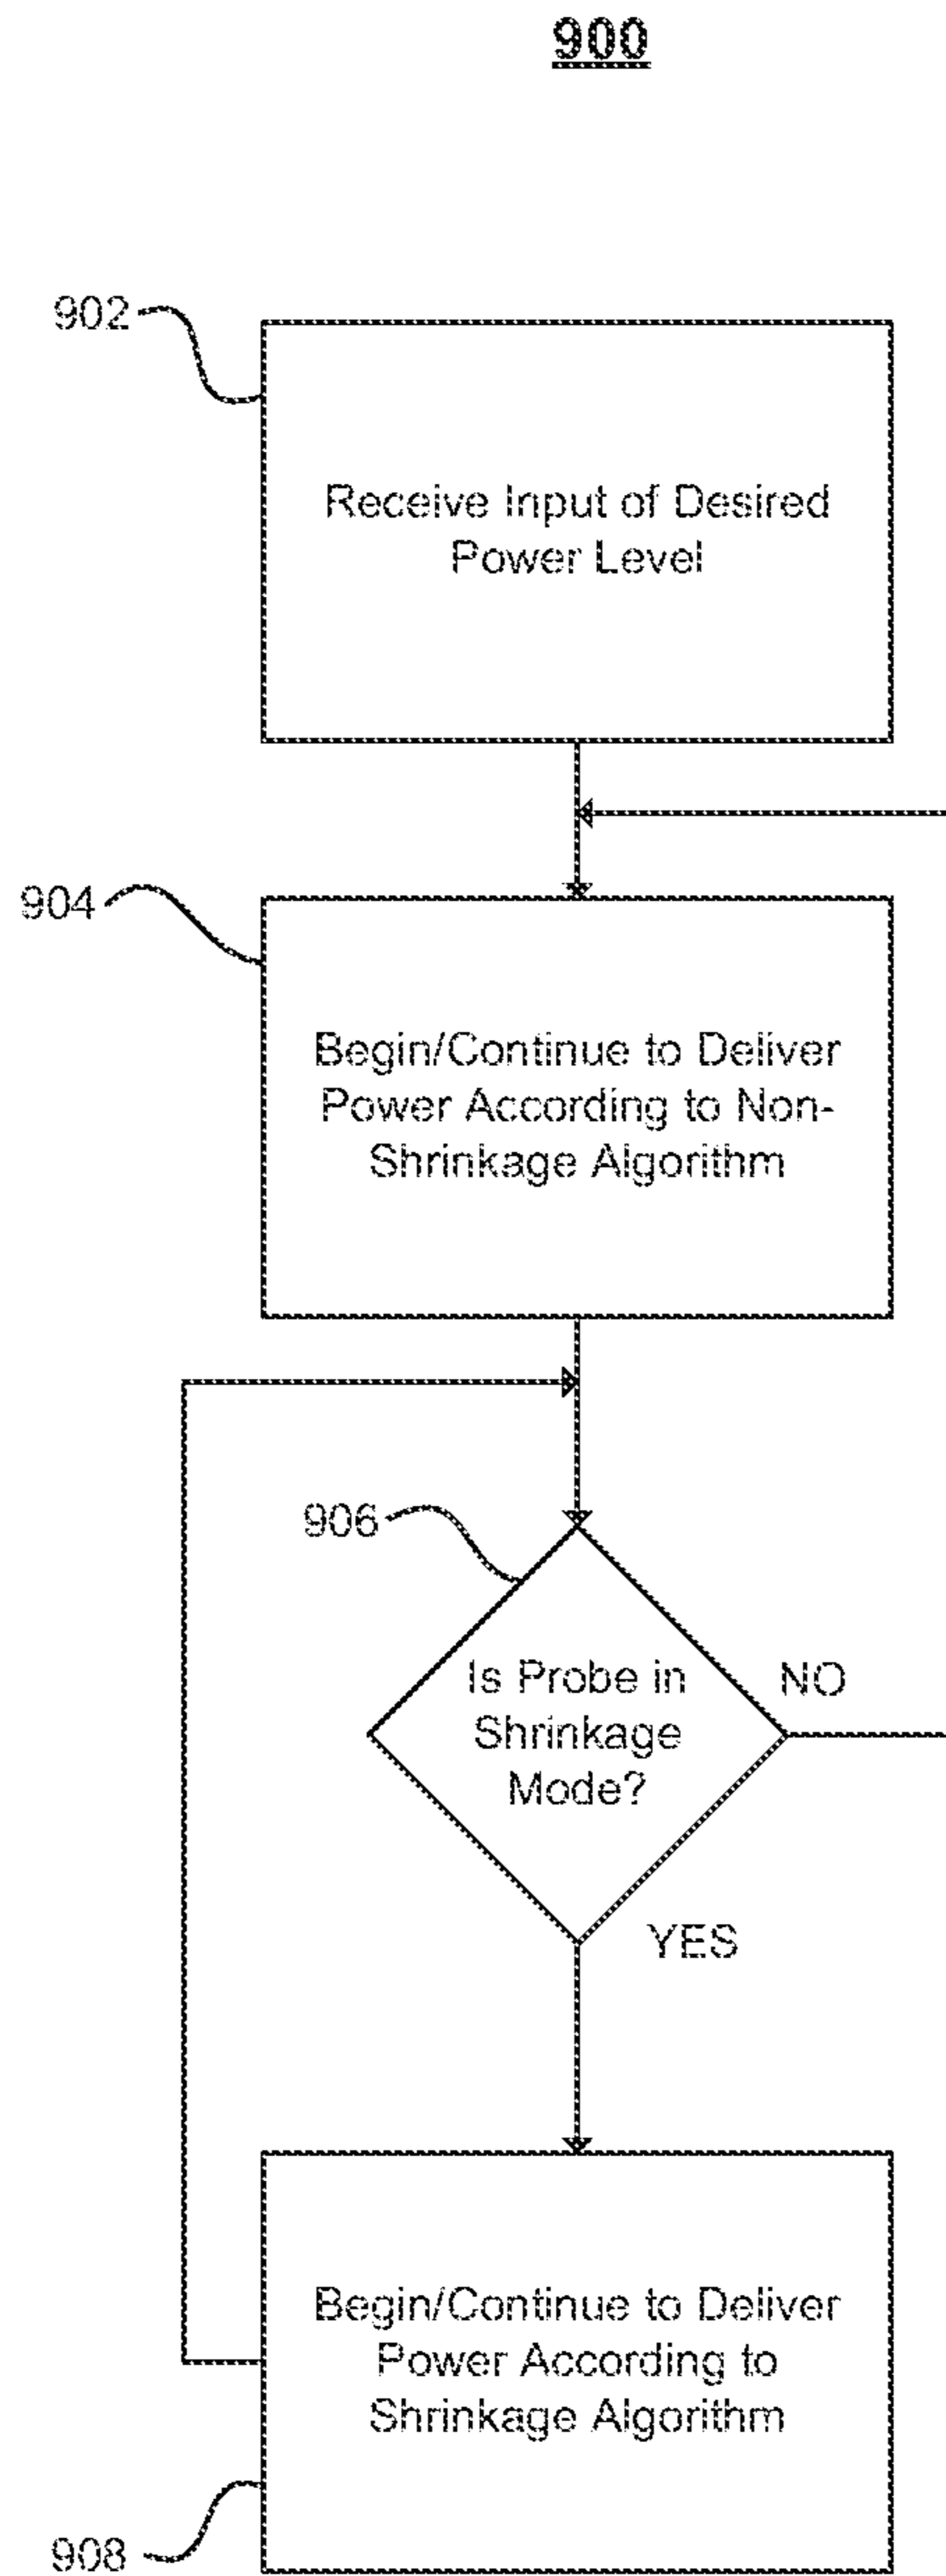 900
902
Receive Input of Desired
Power Level
904
Begin/Continue to Deliver
Power According to Non-
Shrinkage Algorithm
906
Is Probe in
Shrinkage
Mode?
NO
YES
Begin/Continue to Deliver
Power According to
Shrinkage Algorithm
908